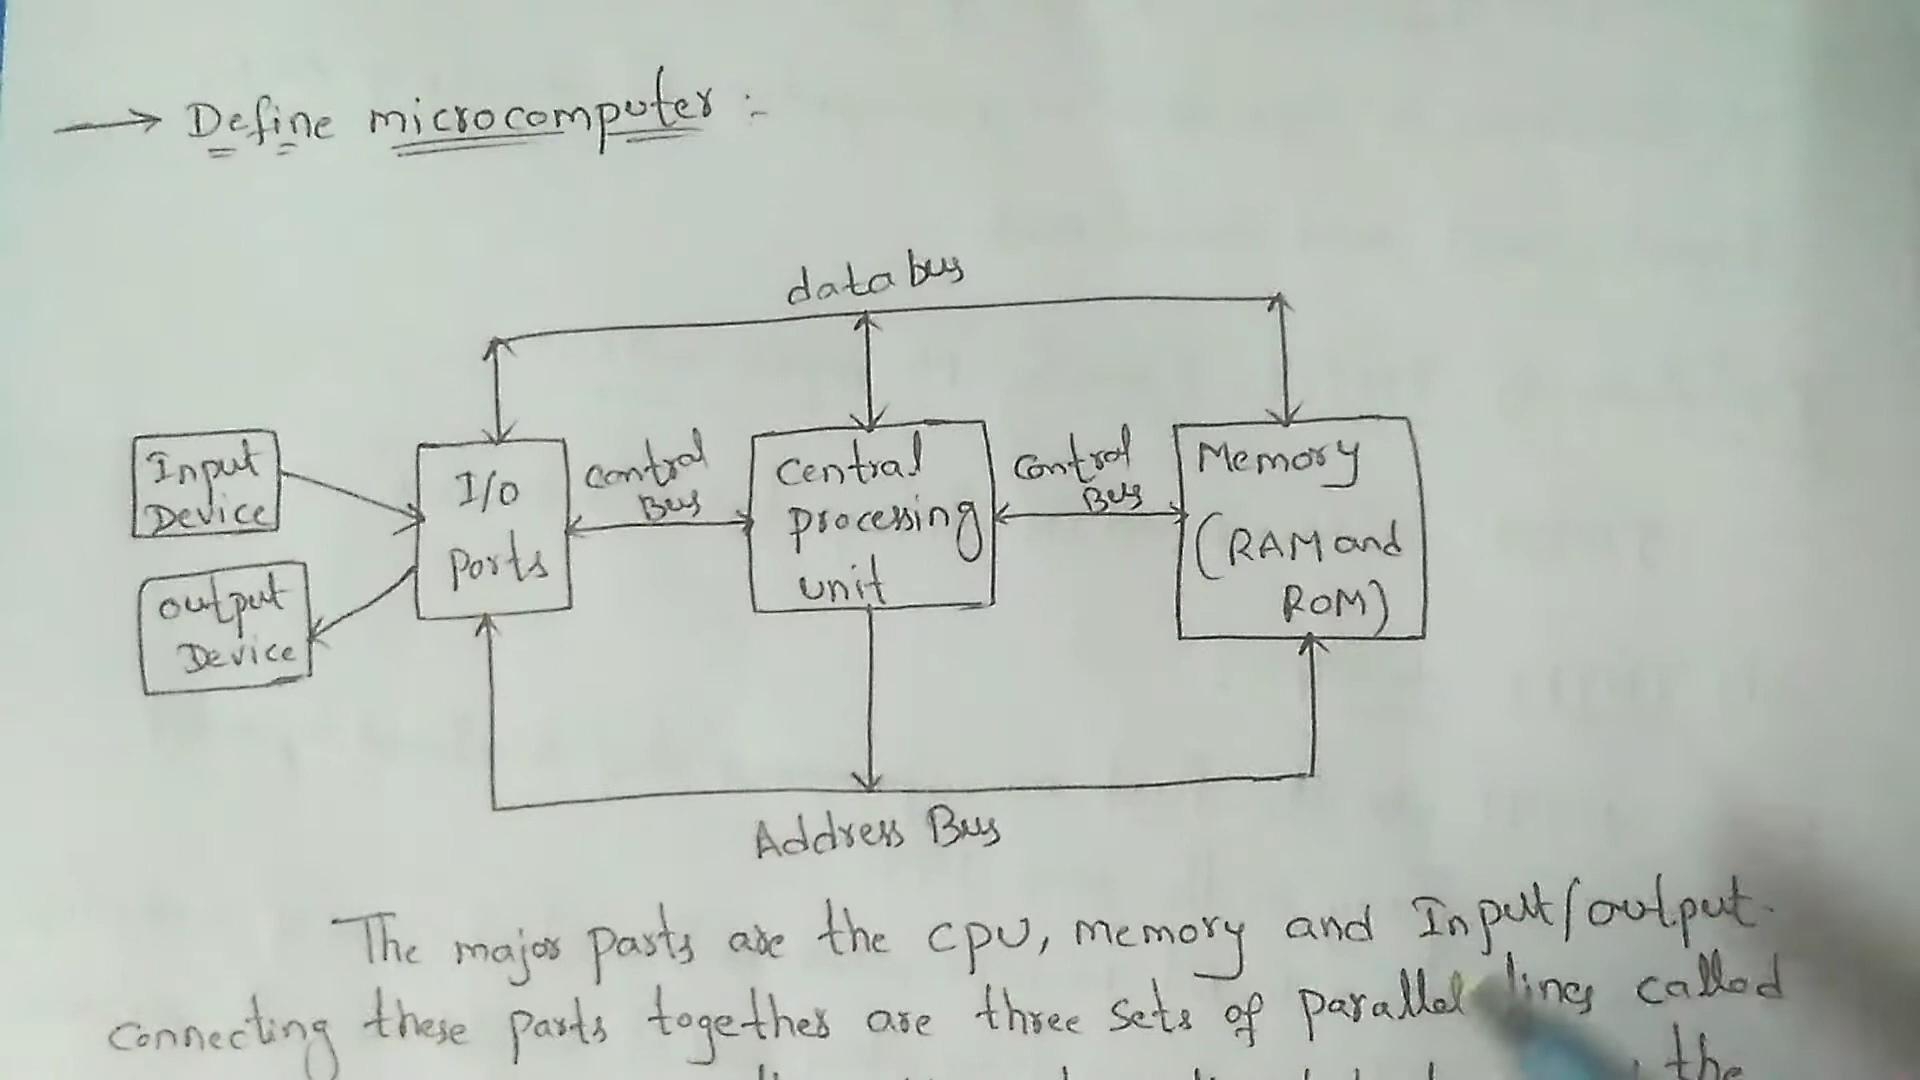 → Define microcomputer :-
data bus
Input
Device
output
Device
I/O
Ports
Control
Bus
Central
processing
unit
Control
Bus
Memory
(RAM and
ROM)
Address Bus
The major parts are the cpu, memory and Input/output.
connecting these parts together are three sets of parallel lines called
the